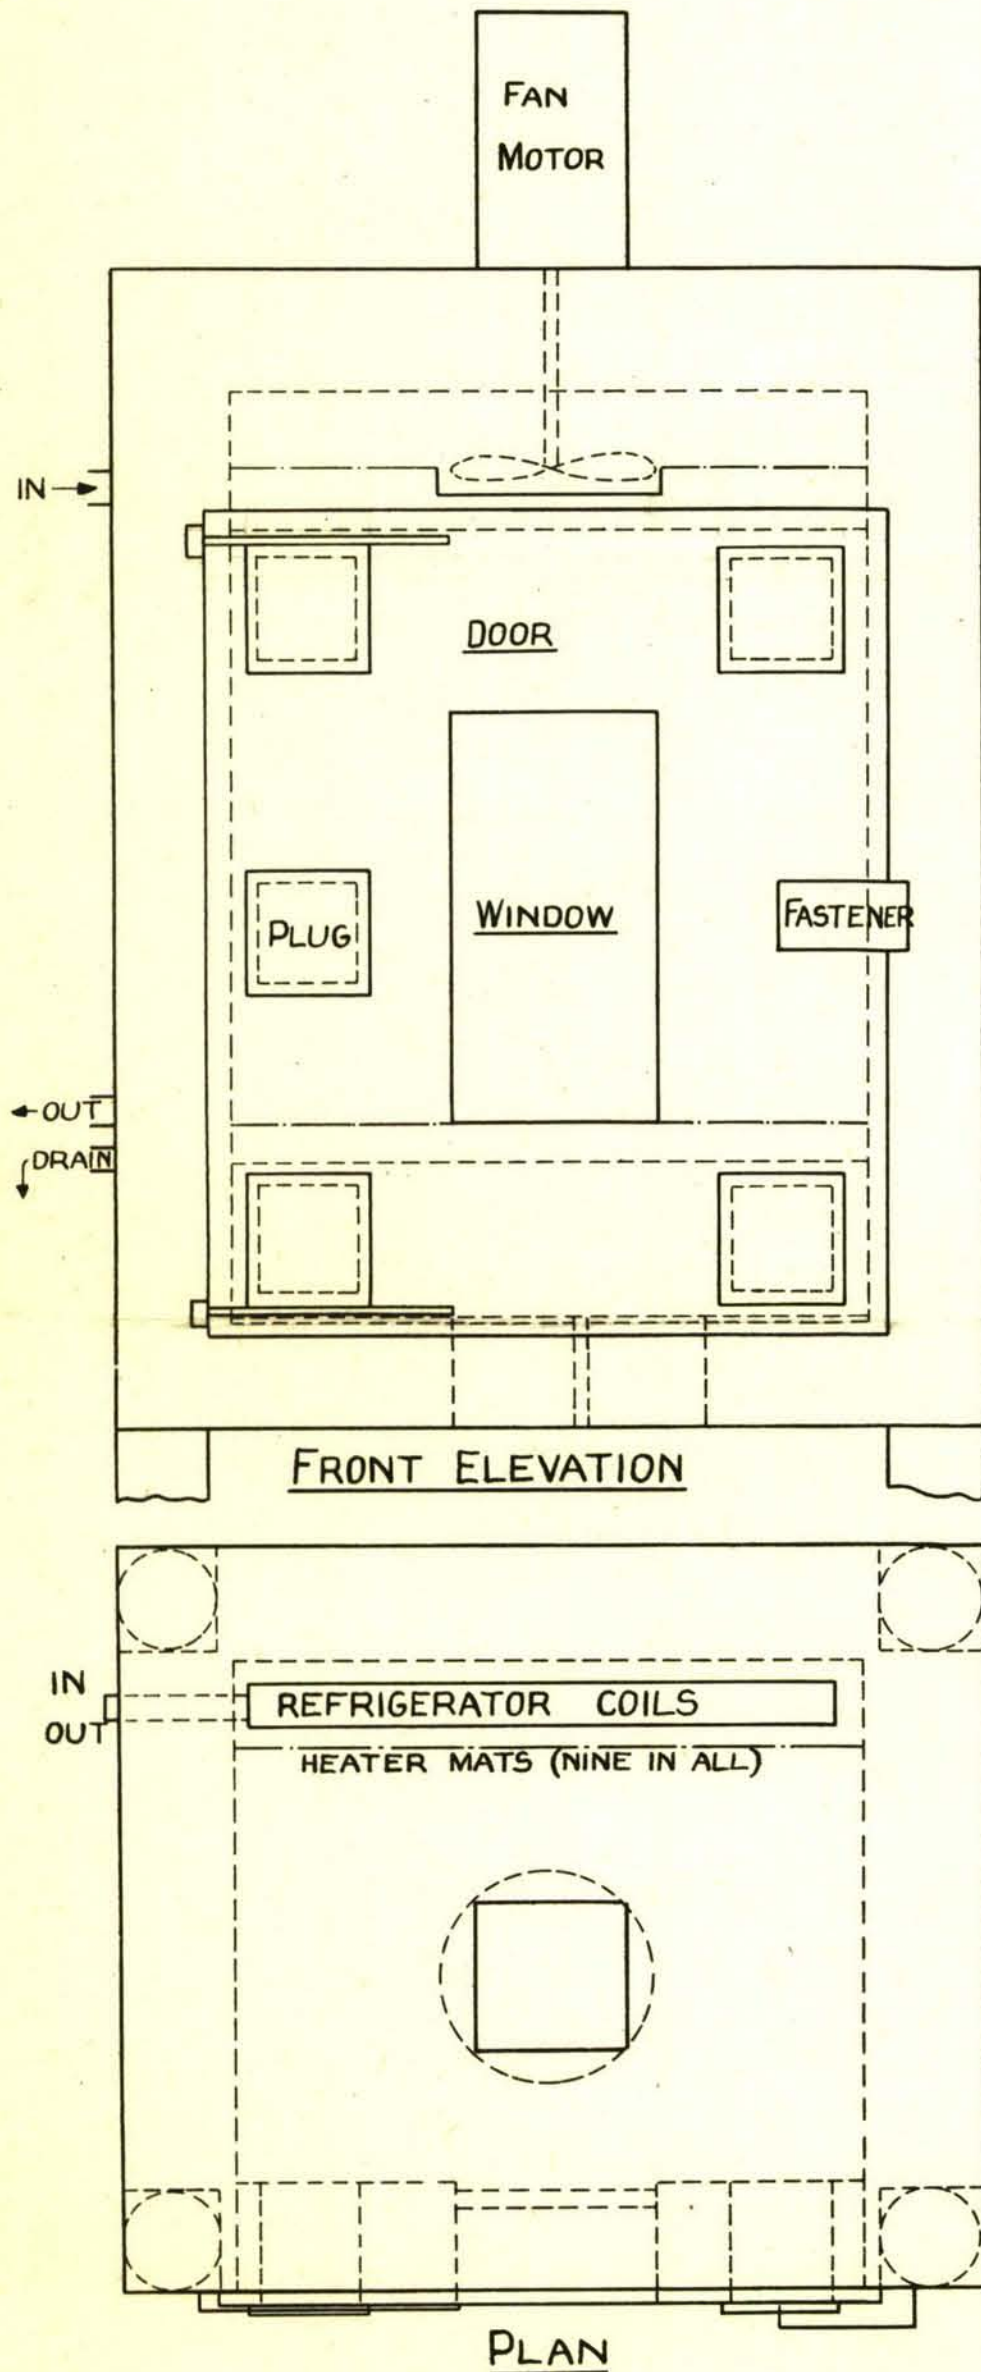 FAN
MOTOR
IN
DOOR
PLUG
WINDOW
FASTENER
OUT
DRAIN
FRONT ELEVATION
IN
OUT
REFRIGERATOR COILS
HEATER MATS (NINE IN ALL)
PLAN